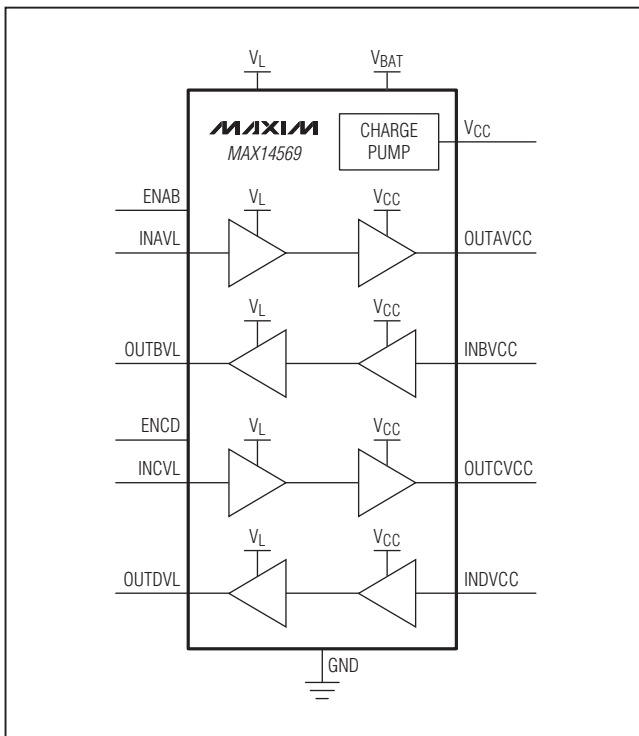 VL VBAT
MAXIM
MAX14569
CHARGE
PUMP
VCC
ENAB
VL VCC
INAVL OUTAVCC
VL VCC
OUTBVL INBVCC
ENCD
VL VCC
INCVL OUTCVCC
VL VCC
OUTDVL INDVCC
GND